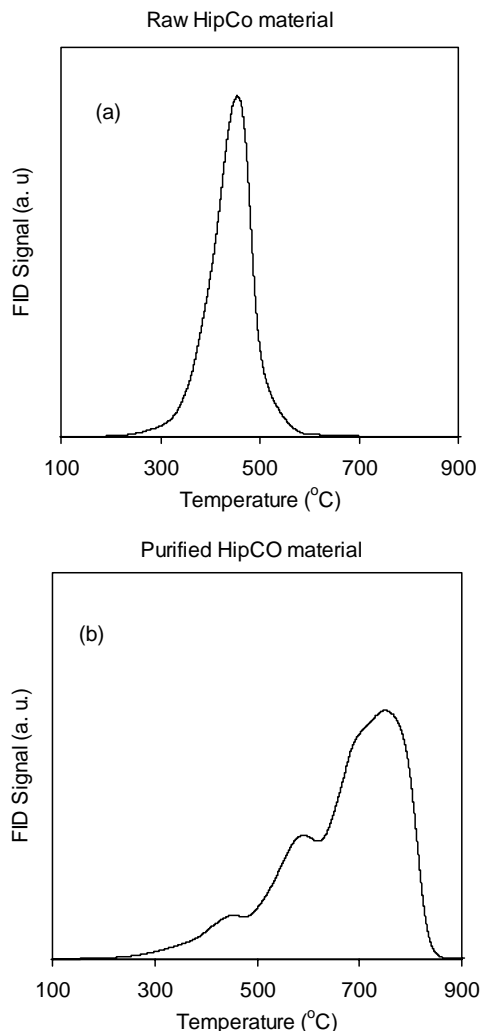 Raw HipCo material
(a)
FID Signal (a. u)
100 300 500 700 900
Temperature (°C)
Purified HipCO material
(b)
FID Signal (a. u.)
100 300 500 700 900
Temperature (°C)